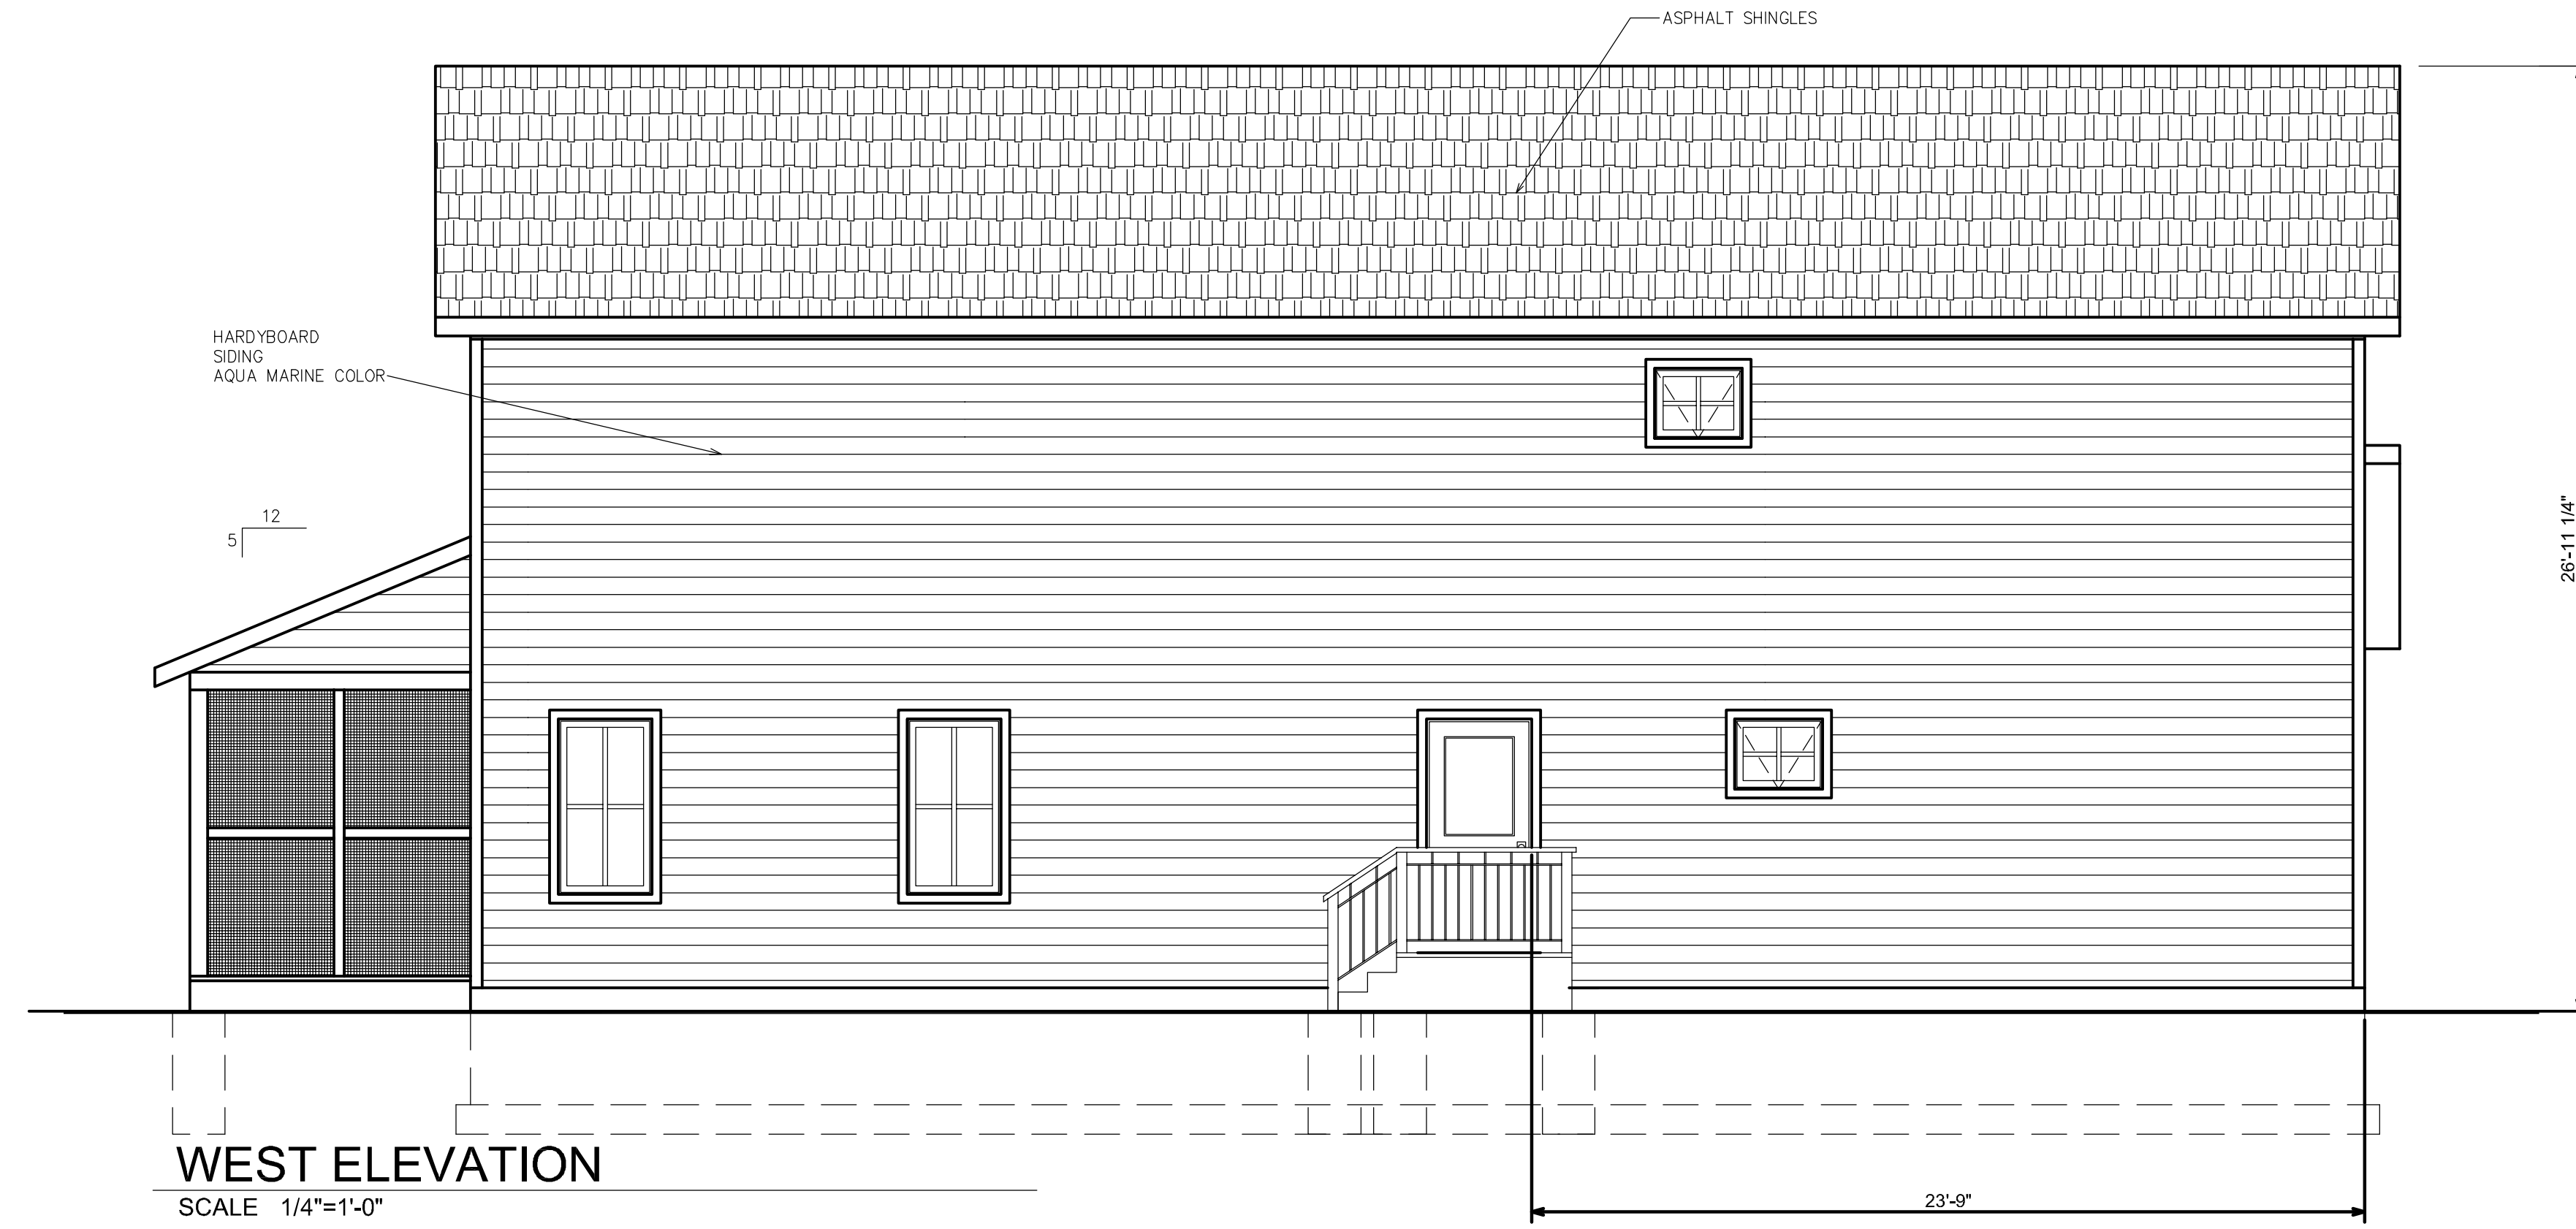 ASPHALT SHINGLES
HARDYBOARD
SIDING
AQUA MARINE COLOR
12
5
26'-11 1/4"
WEST ELEVATION
SCALE 1/4"=1'-0"
23'-9"